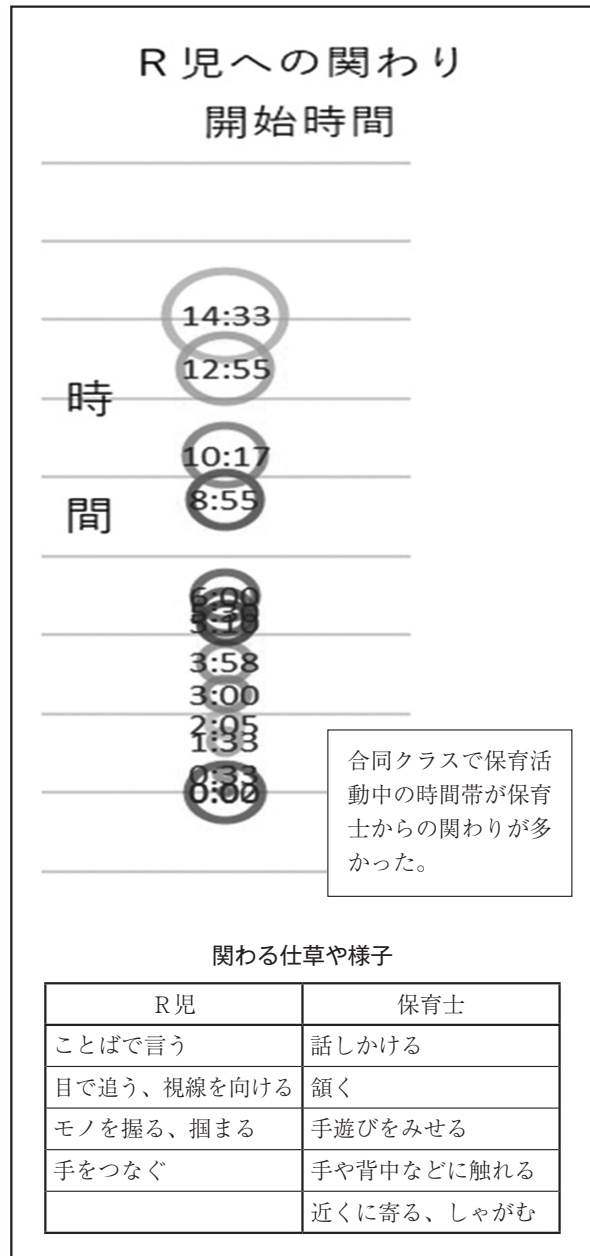 R 児への関わり
開始時間
14:33
12:55
時
10:17
8:55
間
6:00
3:58
3:00
2:05
1:33
0:33
合同クラスで保育活
動中の時間帯が保育
士からの関わりが多
かった。
関わる仕草や様子
R児 保育士
ことばで言う 話しかける
目で追う、視線を向ける 頷く
モノを握る、掴まる 手遊びをみせる
手をつなぐ 手や背中などに触れる
近くに寄る、しゃがむ